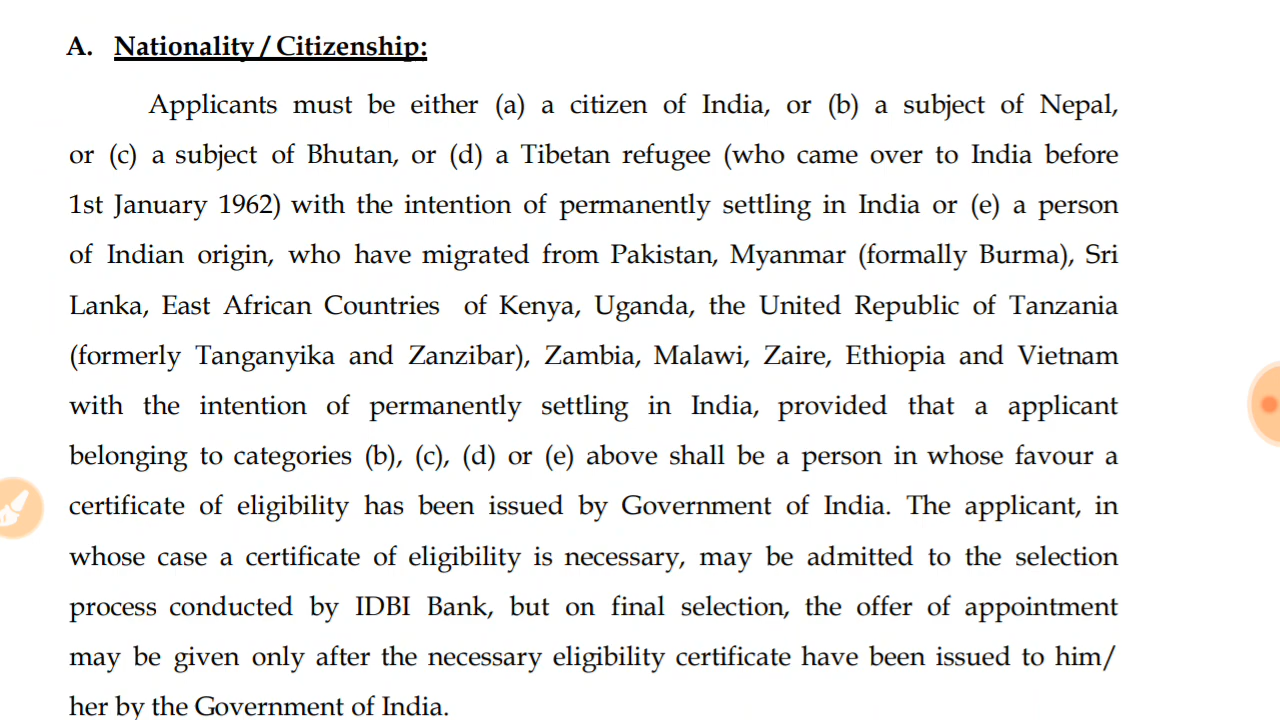 A. Nationality / Citizenship:
Applicants must be either (a) a citizen of India, or (b) a subject of Nepal,
or (c) a subject of Bhutan, or (d) a Tibetan refugee (who came over to India before
1st January 1962) with the intention of permanently settling in India or (e) a person
of Indian origin, who have migrated from Pakistan, Myanmar (formally Burma), Sri
Lanka, East African Countries of Kenya, Uganda, the United Republic of Tanzania
(formerly Tanganyika and Zanzibar), Zambia, Malawi, Zaire, Ethiopia and Vietnam
with the intention of permanently settling in India, provided that a applicant
belonging to categories (b), (c), (d) or (e) above shall be a person in whose favour a
certificate of eligibility has been issued by Government of India. The applicant, in
whose case a certificate of eligibility is necessary, may be admitted to the selection
process conducted by IDBI Bank, but on final selection, the offer of appointment
may be given only after the necessary eligibility certificate have been issued to him/
her by the Government of India.